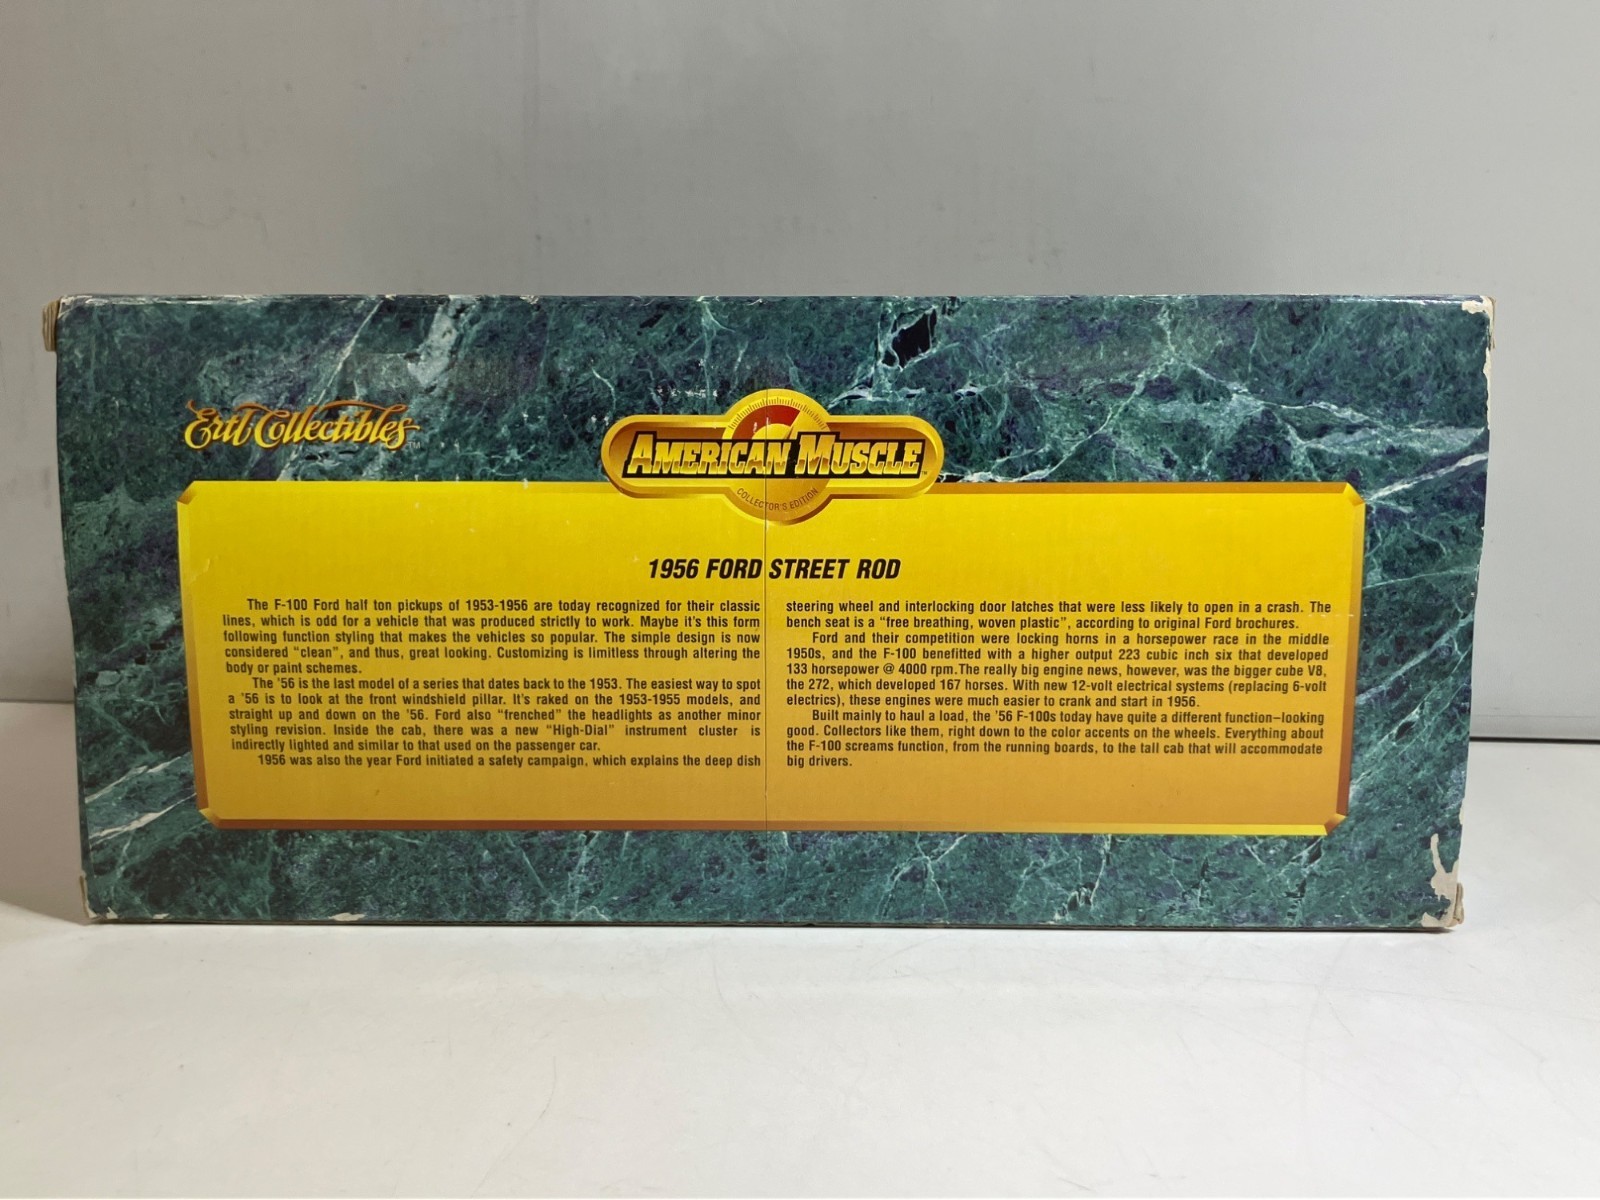 Ertl Collectibles™
AMERICAN MUSCLE™
COLLECTOR'S EDITION
1956 FORD STREET ROD
The F-100 Ford half ton pickups of 1953-1956 are today recognized for their classic
lines, which is odd for a vehicle that was produced strictly to work. Maybe it's this form
following function styling that makes the vehicles so popular. The simple design is now
considered "clean", and thus, great looking. Customizing is limitless through altering the
body or paint schemes.
The '56 is the last model of a series that dates back to the 1953. The easiest way to spot
a '56 is to look at the front windshield pillar. It's raked on the 1953-1955 models, and
straight up and down on the '56. Ford also "frenched" the headlights as another minor
styling revision. Inside the cab, there was a new "High-Dial" instrument cluster is
indirectly lighted and similar to that used on the passenger car.
1956 was also the year Ford initiated a safety campaign, which explains the deep dish
steering wheel and interlocking door latches that were less likely to open in a crash. The
bench seat is a "free breathing, woven plastic", according to original Ford brochures.
Ford and their competition were locking horns in a horsepower race in the middle
1950s, and the F-100 benefitted with a higher output 223 cubic inch six that developed
133 horsepower @ 4000 rpm. The really big engine news, however, was the bigger cube V8,
the 272, which developed 167 horses. With new 12-volt electrical systems (replacing 6-volt
electrics), these engines were much easier to crank and start in 1956.
Built mainly to haul a load, the '56 F-100s today have quite a different function–looking
good. Collectors like them, right down to the color accents on the wheels. Everything about
the F-100 screams function, from the running boards, to the tall cab that will accommodate
big drivers.